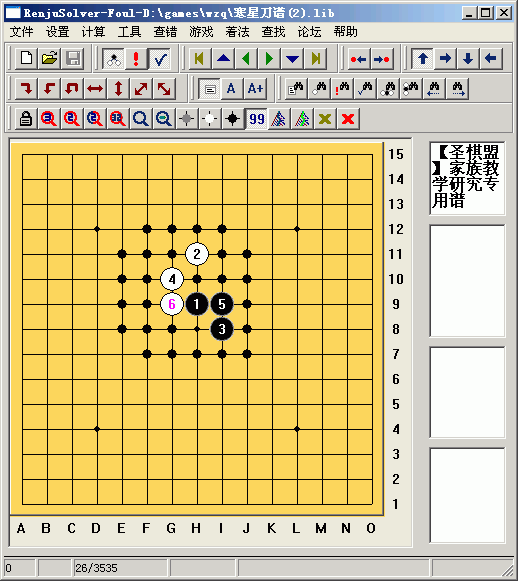 RenjuSolver-Foul-D:\games\wzq\寒星刀谱(2).lib
文件 设置 计算 工具 查错 游戏 着法 查找 论坛 帮助
A A+
99
【圣棋盟
】家族教
学研究专
用谱
15
14
13
12
2 11
4 10
6 1 5 9
3 8
7
6
5
4
3
2
1
A B C D E F G H I J K L M N O
0 26/3535